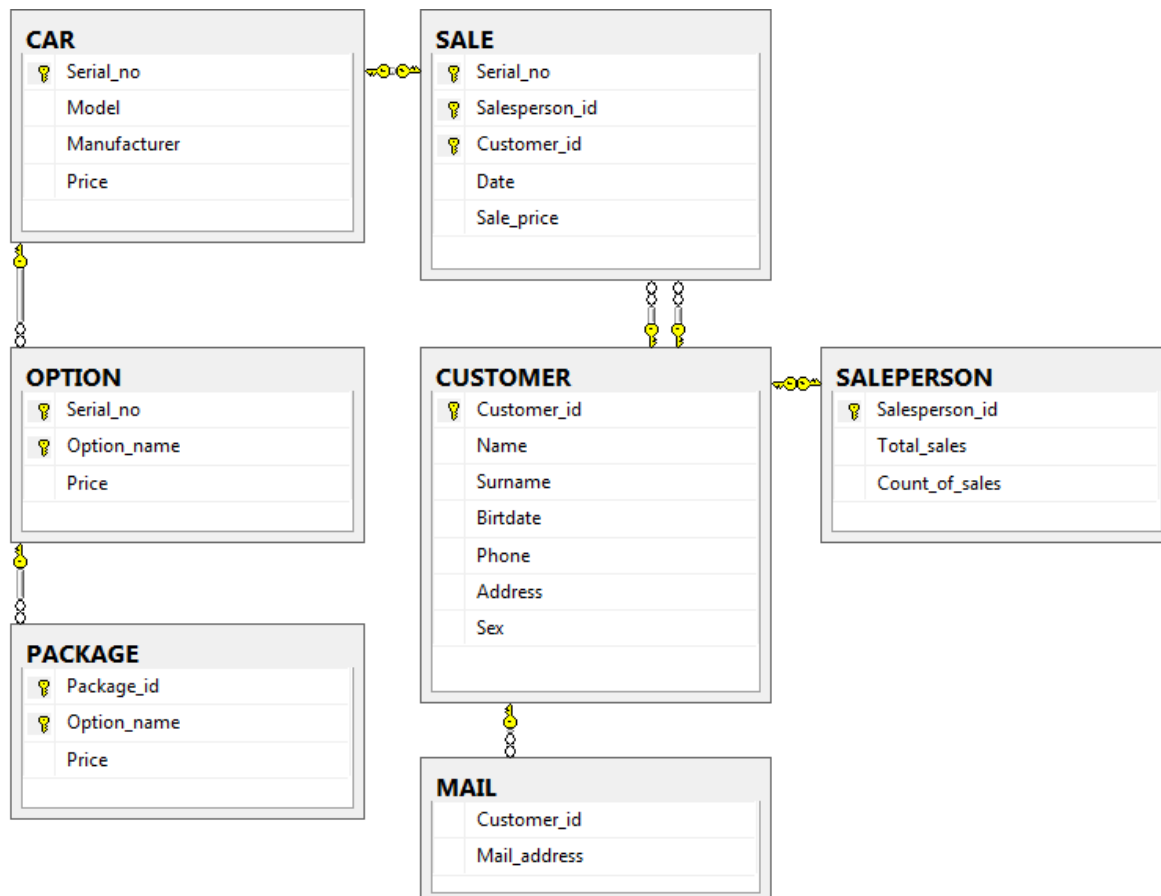 CAR
Serial_no
Model
Manufacturer
Price
SALE
Serial_no
Salesperson_id
Customer_id
Date
Sale_price
OPTION
Serial_no
Option_name
Price
CUSTOMER
Customer_id
Name
Surname
Birtdate
Phone
Address
Sex
SALEPERSON
Salesperson_id
Total_sales
Count_of_sales
PACKAGE
Package_id
Option_name
Price
MAIL
Customer_id
Mail_address